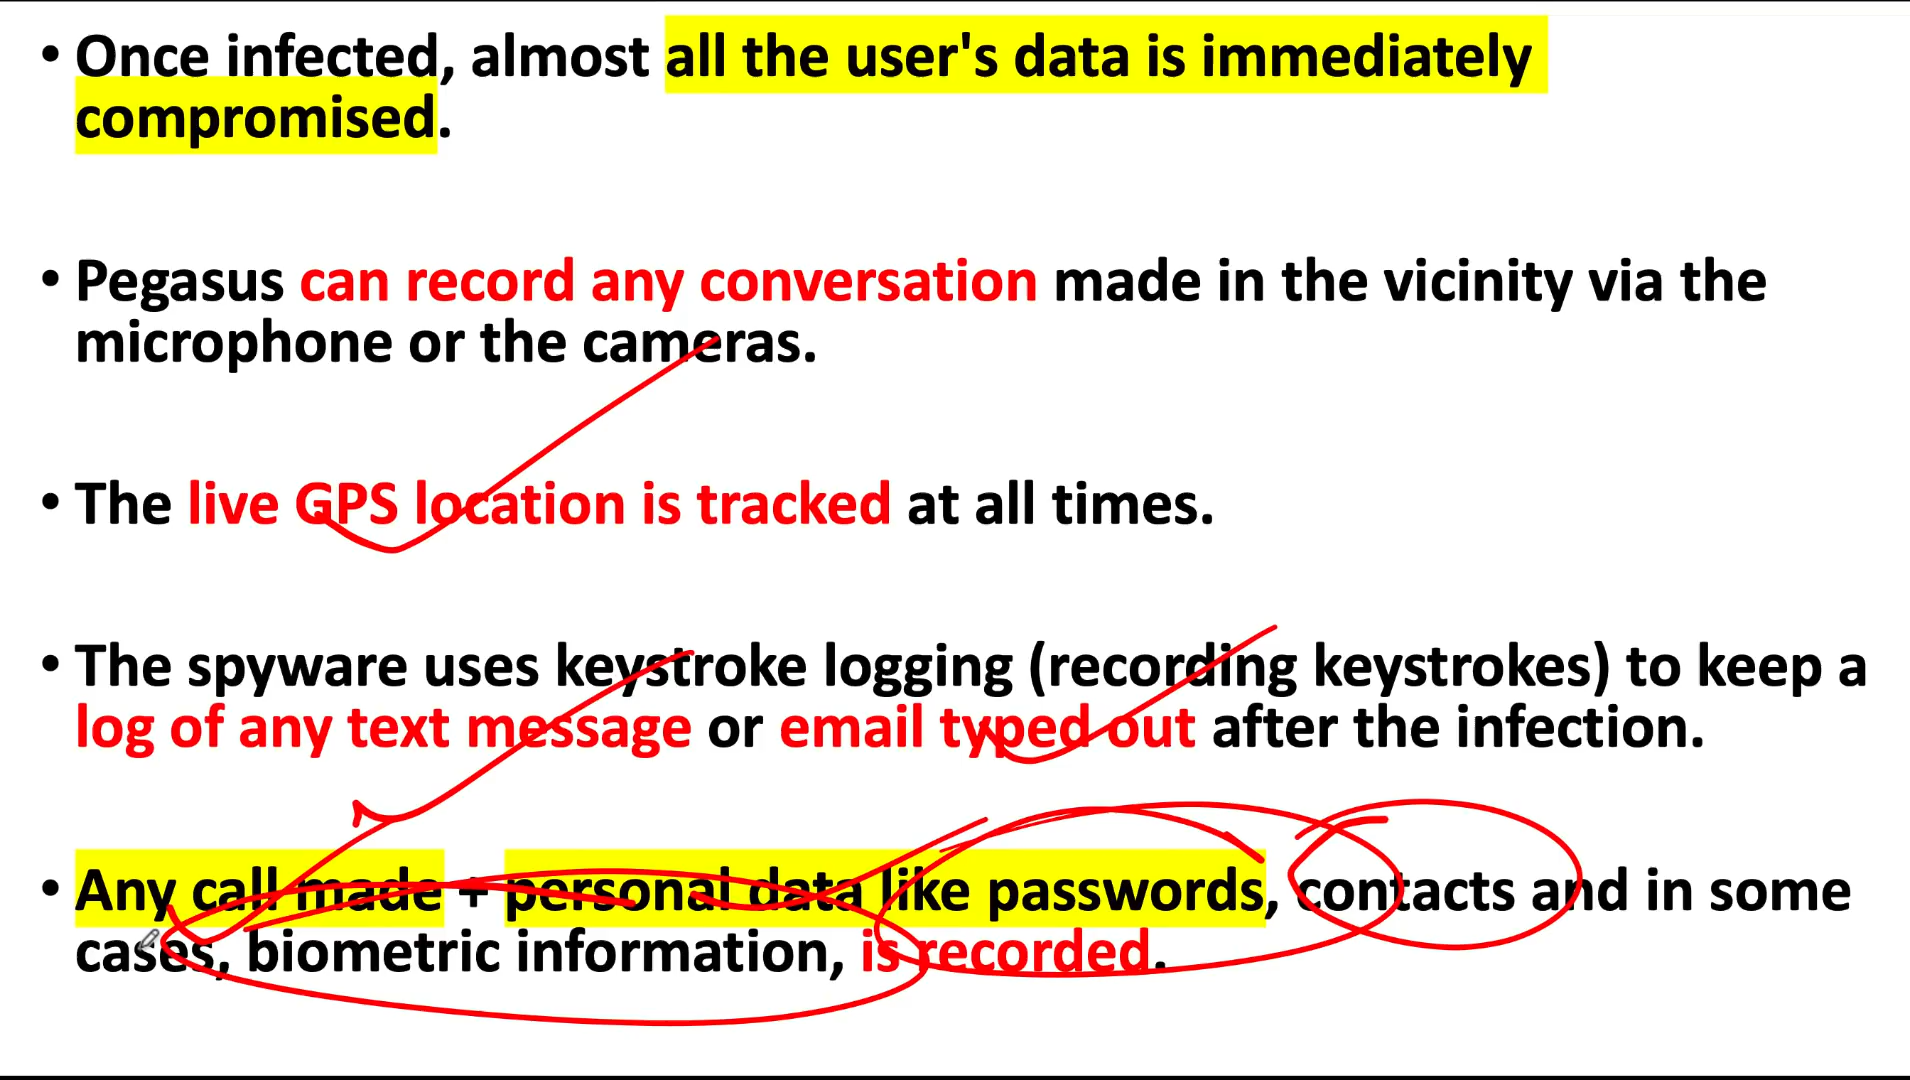 • Once infected, almost all the user's data is immediately
compromised.
• Pegasus can record any conversation made in the vicinity via the
microphone or the cameras.
• The live GPS location is tracked at all times.
• The spyware uses keystroke logging (recording keystrokes) to keep a
log of any text message or email typed out after the infection.
• Any call made + personal data like passwords, contacts and in some
cases, biometric information, is recorded.